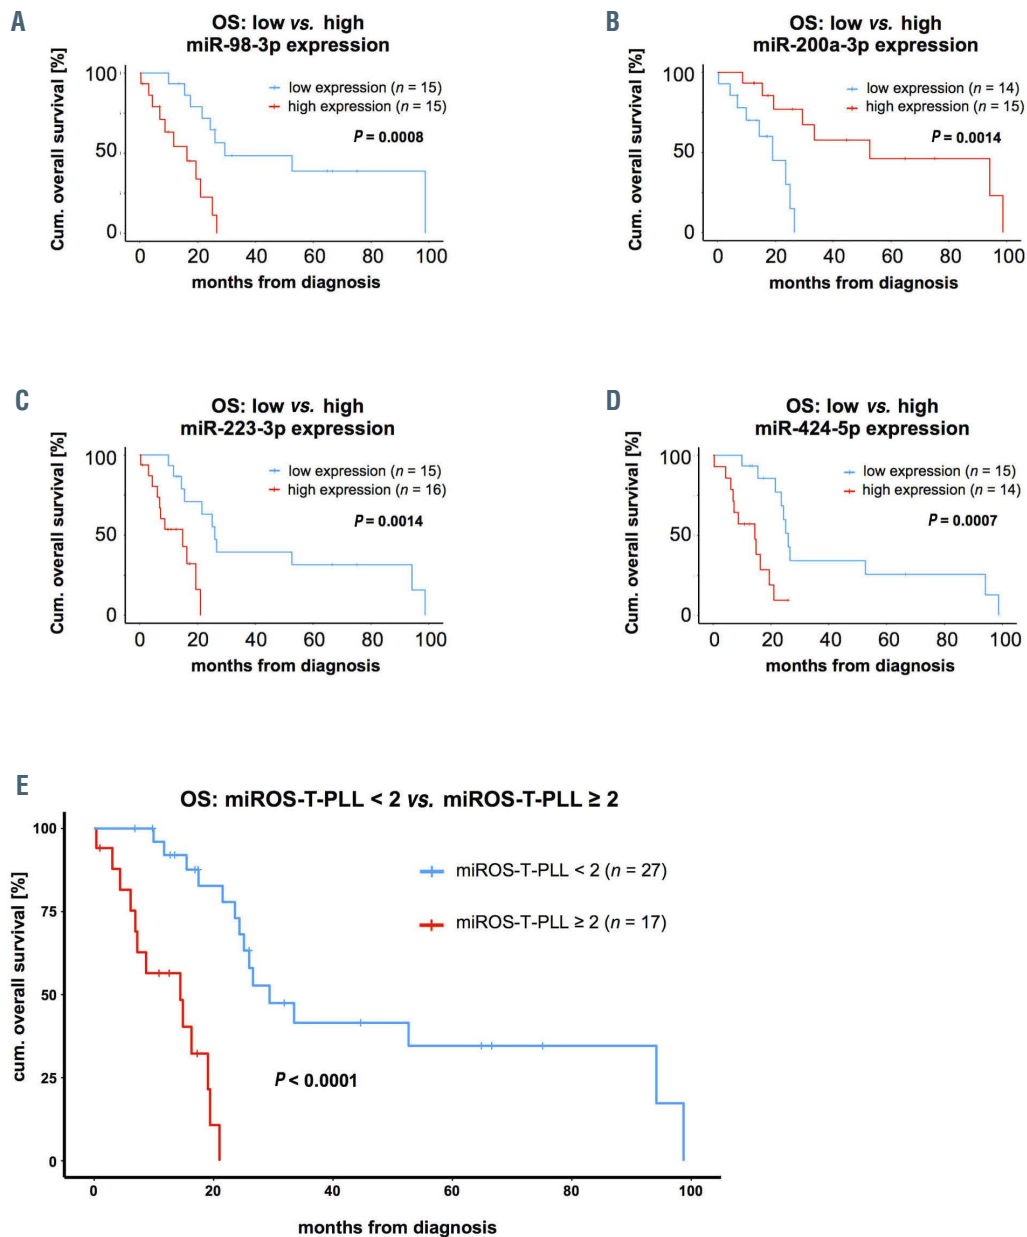 A
OS: low vs. high
miR-98-3p expression
Cum. overall survival [%]
100
50
0
low expression (n = 15)
high expression (n = 15)
P = 0.0008
0 20 40 60 80 100
months from diagnosis
B
OS: low vs. high
miR-200a-3p expression
Cum. overall survival [%]
100
50
0
low expression (n = 14)
high expression (n = 15)
P = 0.0014
0 20 40 60 80 100
months from diagnosis
C
OS: low vs. high
miR-223-3p expression
Cum. overall survival [%]
100
50
0
low expression (n = 15)
high expression (n = 16)
P = 0.0014
0 20 40 60 80 100
months from diagnosis
D
OS: low vs. high
miR-424-5p expression
Cum. overall survival [%]
100
50
0
low expression (n = 15)
high expression (n = 14)
P = 0.0007
0 20 40 60 80 100
months from diagnosis
E
OS: miROS-T-PLL < 2 vs. miROS-T-PLL ≥ 2
cum. overall survival [%]
100
75
50
25
0
miROS-T-PLL < 2 (n = 27)
miROS-T-PLL ≥ 2 (n = 17)
P < 0.0001
0 20 40 60 80 100
months from diagnosis